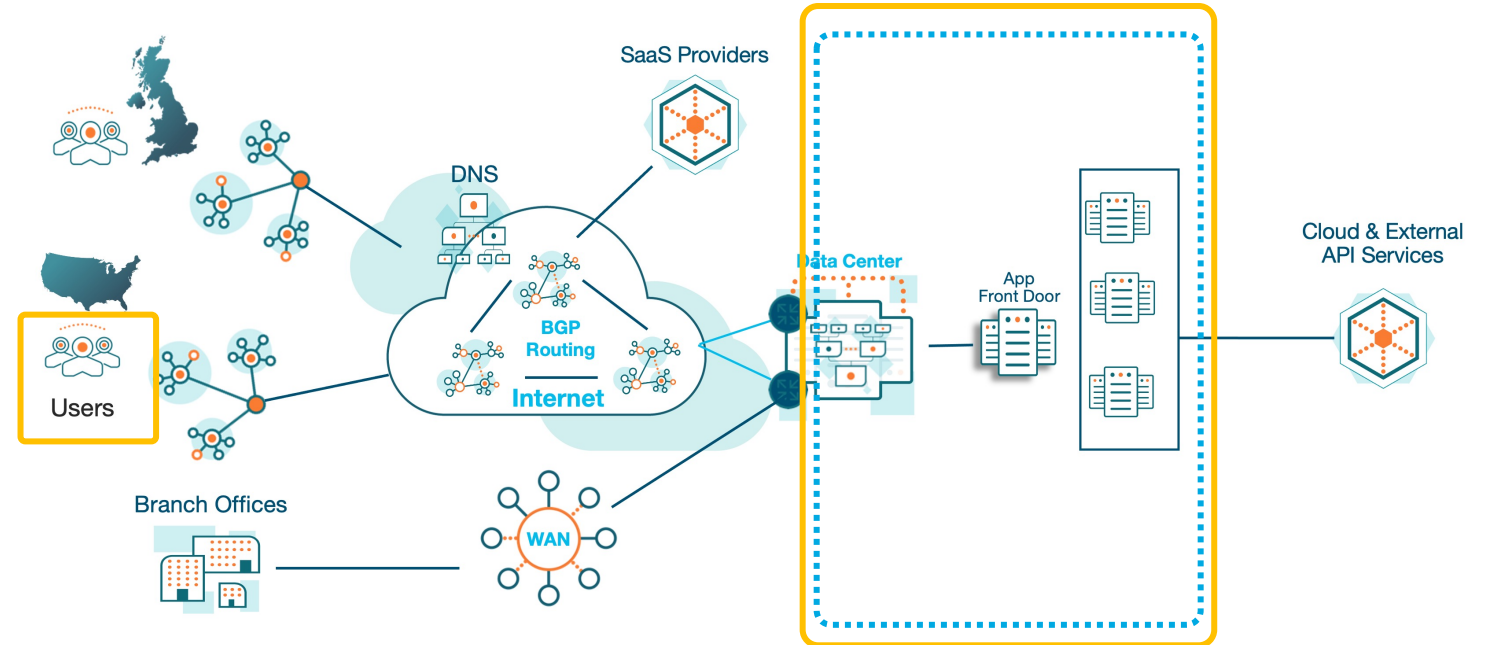 SaaS Providers
DNS
Cloud & External
API Services
Data Center
App
Front Door
BGP
Routing
Internet
Users
Branch Offices
WAN